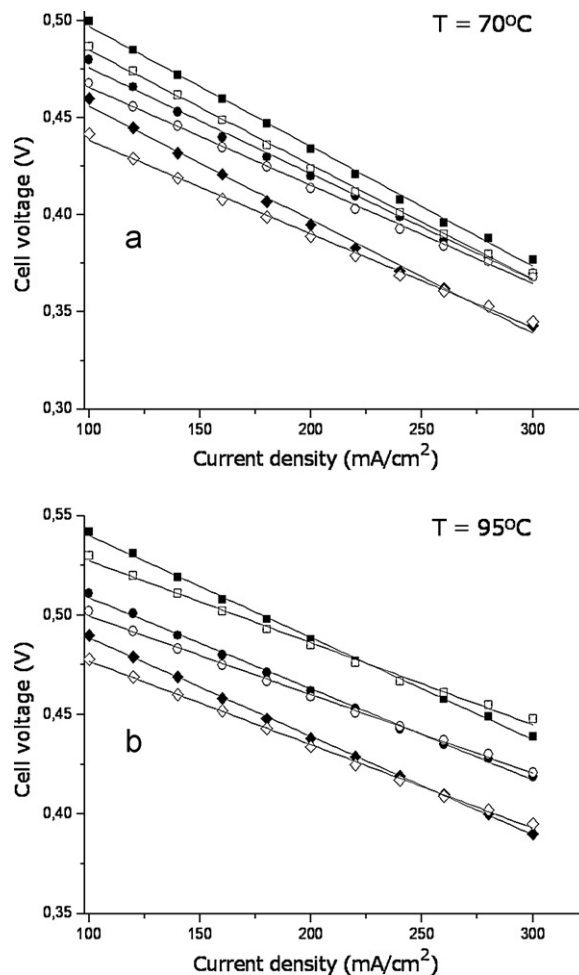 T = 70°C
0,50
0,45
0,40
0,35
0,30
Cell voltage (V)
a
100
150
200
250
300
Current density (mA/cm²)
T = 95°C
0,55
0,50
0,45
0,40
0,35
Cell voltage (V)
b
100
150
200
250
300
Current density (mA/cm²)